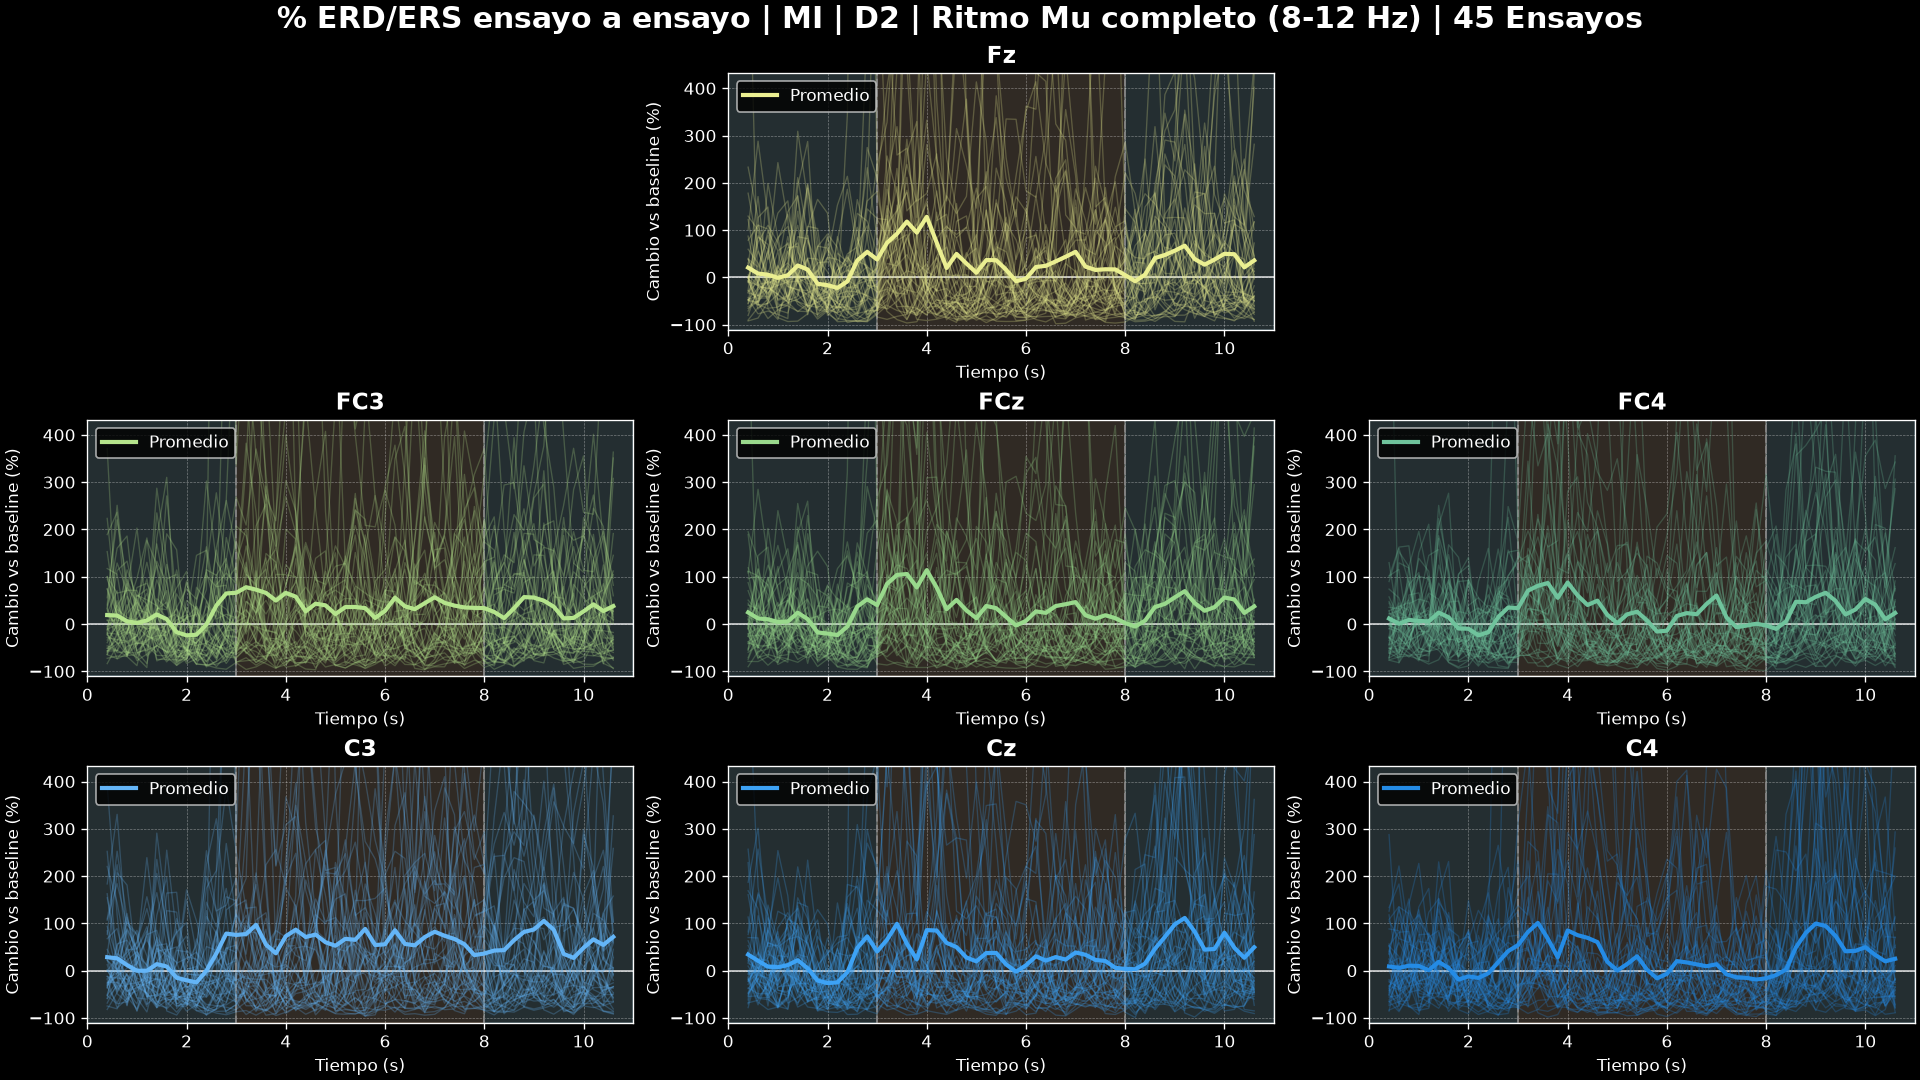 % ERD/ERS ensayo a ensayo | MI | D2 | Ritmo Mu completo (8-12 Hz) | 45 Ensayos
Fz
Promedio
Cambio vs baseline (%)
400
300
200
100
0
−100
0 2 4 6 8 10
Tiempo (s)
FC3
Promedio
Cambio vs baseline (%)
400
300
200
100
0
−100
0 2 4 6 8 10
Tiempo (s)
FCz
Promedio
Cambio vs baseline (%)
400
300
200
100
0
−100
0 2 4 6 8 10
Tiempo (s)
FC4
Promedio
Cambio vs baseline (%)
400
300
200
100
0
−100
0 2 4 6 8 10
Tiempo (s)
C3
Promedio
Cambio vs baseline (%)
400
300
200
100
0
−100
0 2 4 6 8 10
Tiempo (s)
Cz
Promedio
Cambio vs baseline (%)
400
300
200
100
0
−100
0 2 4 6 8 10
Tiempo (s)
C4
Promedio
Cambio vs baseline (%)
400
300
200
100
0
−100
0 2 4 6 8 10
Tiempo (s)